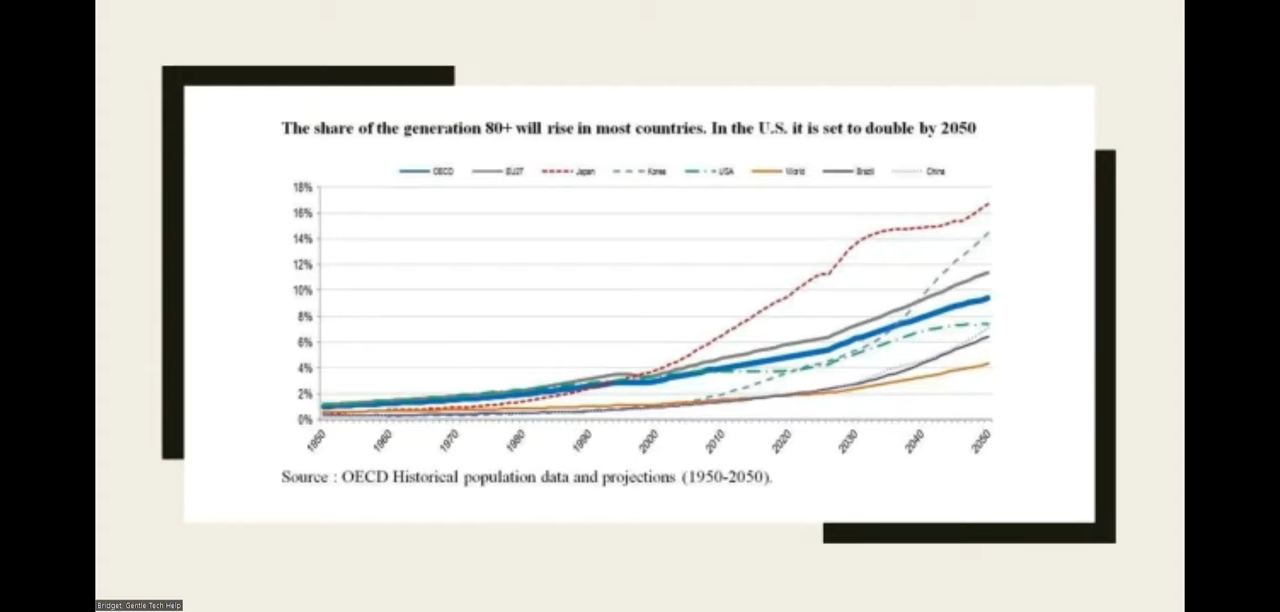 The share of the generation 80+ will rise in most countries. In the U.S. it is set to double by 2050
OECD EU27 Japan Korea USA World Brazil China
18%
16%
14%
12%
10%
8%
6%
4%
2%
0%
1950 1960 1970 1980 1990 2000 2010 2020 2030 2040 2050
Source : OECD Historical population data and projections (1950-2050).
Bridget, Gentle Tech Help